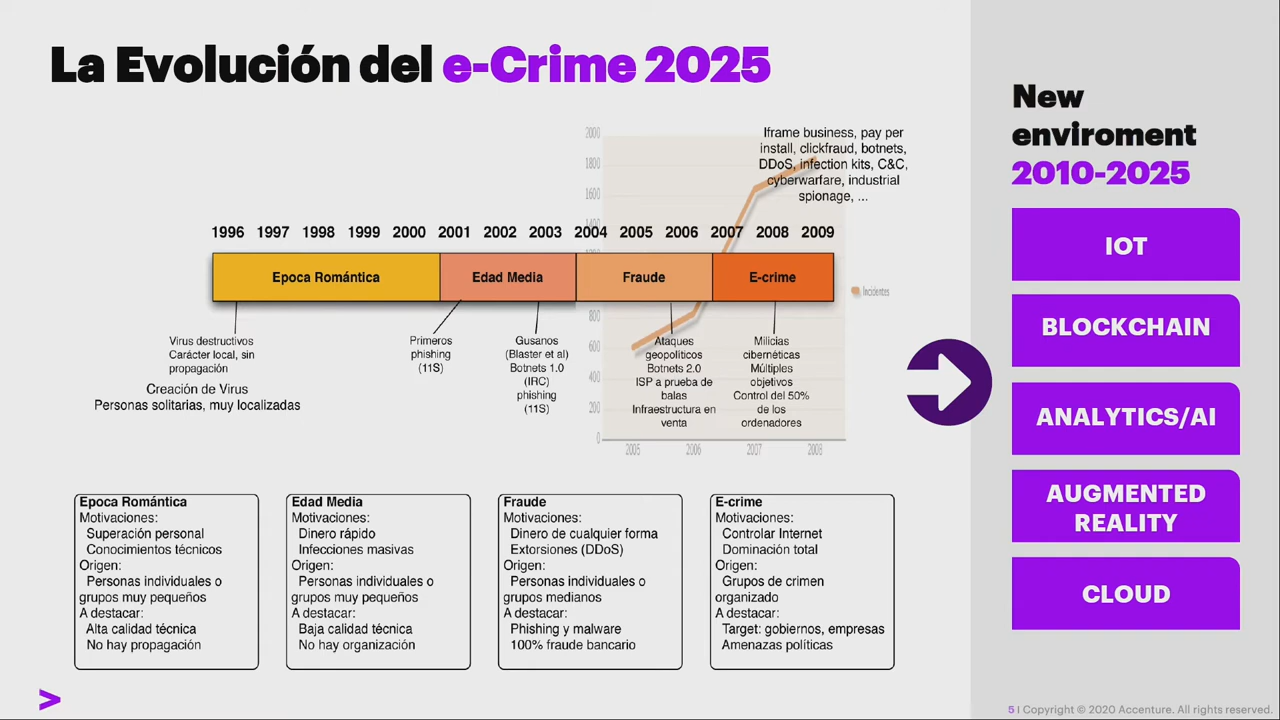 La Evolución del e-Crime 2025
New
enviroment
2010-2025
2000
1800
1600
1400
1200
800
600
400
200
0
2005
2006
2007
2008
Incidentes
Iframe business, pay per
install, clickfraud, botnets,
DDoS, infection kits, C&C,
cyberwarfare, industrial
spionage, ...
1996 1997 1998 1999 2000 2001 2002 2003 2004 2005 2006 2007 2008 2009
Epoca Romántica
Edad Media
Fraude
E-crime
Virus destructivos
Carácter local, sin
propagación
Creación de Virus
Personas solitarias, muy localizadas
Primeros
phishing
(11S)
Gusanos
(Blaster et al)
Botnets 1.0
(IRC)
phishing
(11S)
Ataques
geopolíticos
Botnets 2.0
ISP a prueba de
balas
Infraestructura en
venta
Milicias
cibernéticas
Múltiples
objetivos
Control del 50%
de los
ordenadores
Epoca Romántica
Motivaciones:
Superación personal
Conocimientos técnicos
Origen:
Personas individuales o
grupos muy pequeños
A destacar:
Alta calidad técnica
No hay propagación
Edad Media
Motivaciones:
Dinero rápido
Infecciones masivas
Origen:
Personas individuales o
grupos muy pequeños
A destacar:
Baja calidad técnica
No hay organización
Fraude
Motivaciones:
Dinero de cualquier forma
Extorsiones (DDoS)
Origen:
Personas individuales o
grupos medianos
A destacar:
Phishing y malware
100% fraude bancario
E-crime
Motivaciones:
Controlar Internet
Dominación total
Origen:
Grupos de crimen
organizado
A destacar:
Target: gobiernos, empresas
Amenazas políticas
IOT
BLOCKCHAIN
ANALYTICS/AI
AUGMENTED
REALITY
CLOUD
>
5 | Copyright © 2020 Accenture. All rights reserved.